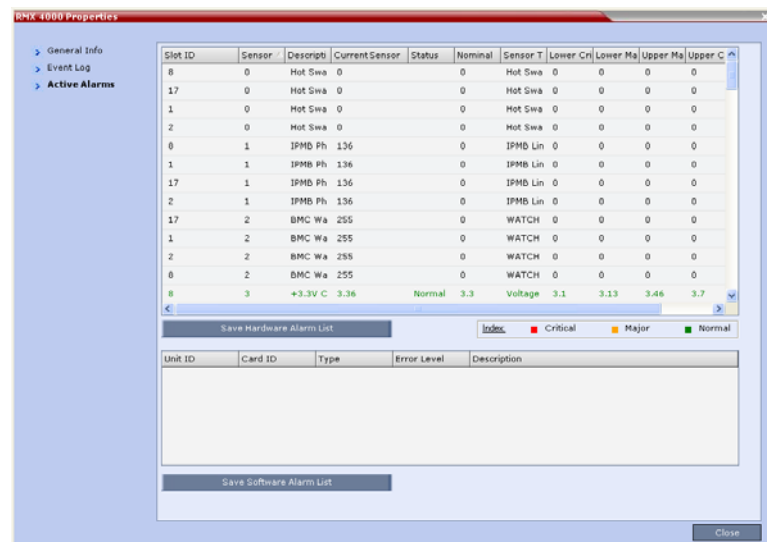 RMX 4000 Properties
General Info
Event Log
Active Alarms
Slot ID Sensor Descripti Current Sensor Status Nominal Sensor T Lower Cri Lower Ma Upper Ma Upper C
8 0 Hot Swa 0 0 Hot Swa 0 0 0 0
17 0 Hot Swa 0 0 Hot Swa 0 0 0 0
1 0 Hot Swa 0 0 Hot Swa 0 0 0 0
2 0 Hot Swa 0 0 Hot Swa 0 0 0 0
8 1 IPMB Ph 136 0 IPMB Lin 0 0 0 0
1 1 IPMB Ph 136 0 IPMB Lin 0 0 0 0
17 1 IPMB Ph 136 0 IPMB Lin 0 0 0 0
2 1 IPMB Ph 136 0 IPMB Lin 0 0 0 0
17 2 BMC Wa 255 0 WATCH 0 0 0 0
1 2 BMC Wa 255 0 WATCH 0 0 0 0
2 2 BMC Wa 255 0 WATCH 0 0 0 0
8 2 BMC Wa 255 0 WATCH 0 0 0 0
8 3 +3.3V C 3.36 Normal 3.3 Voltage 3.1 3.13 3.46 3.7
Save Hardware Alarm List
Index: Critical Major Normal
Unit ID Card ID Type Error Level Description
Save Software Alarm List
Close